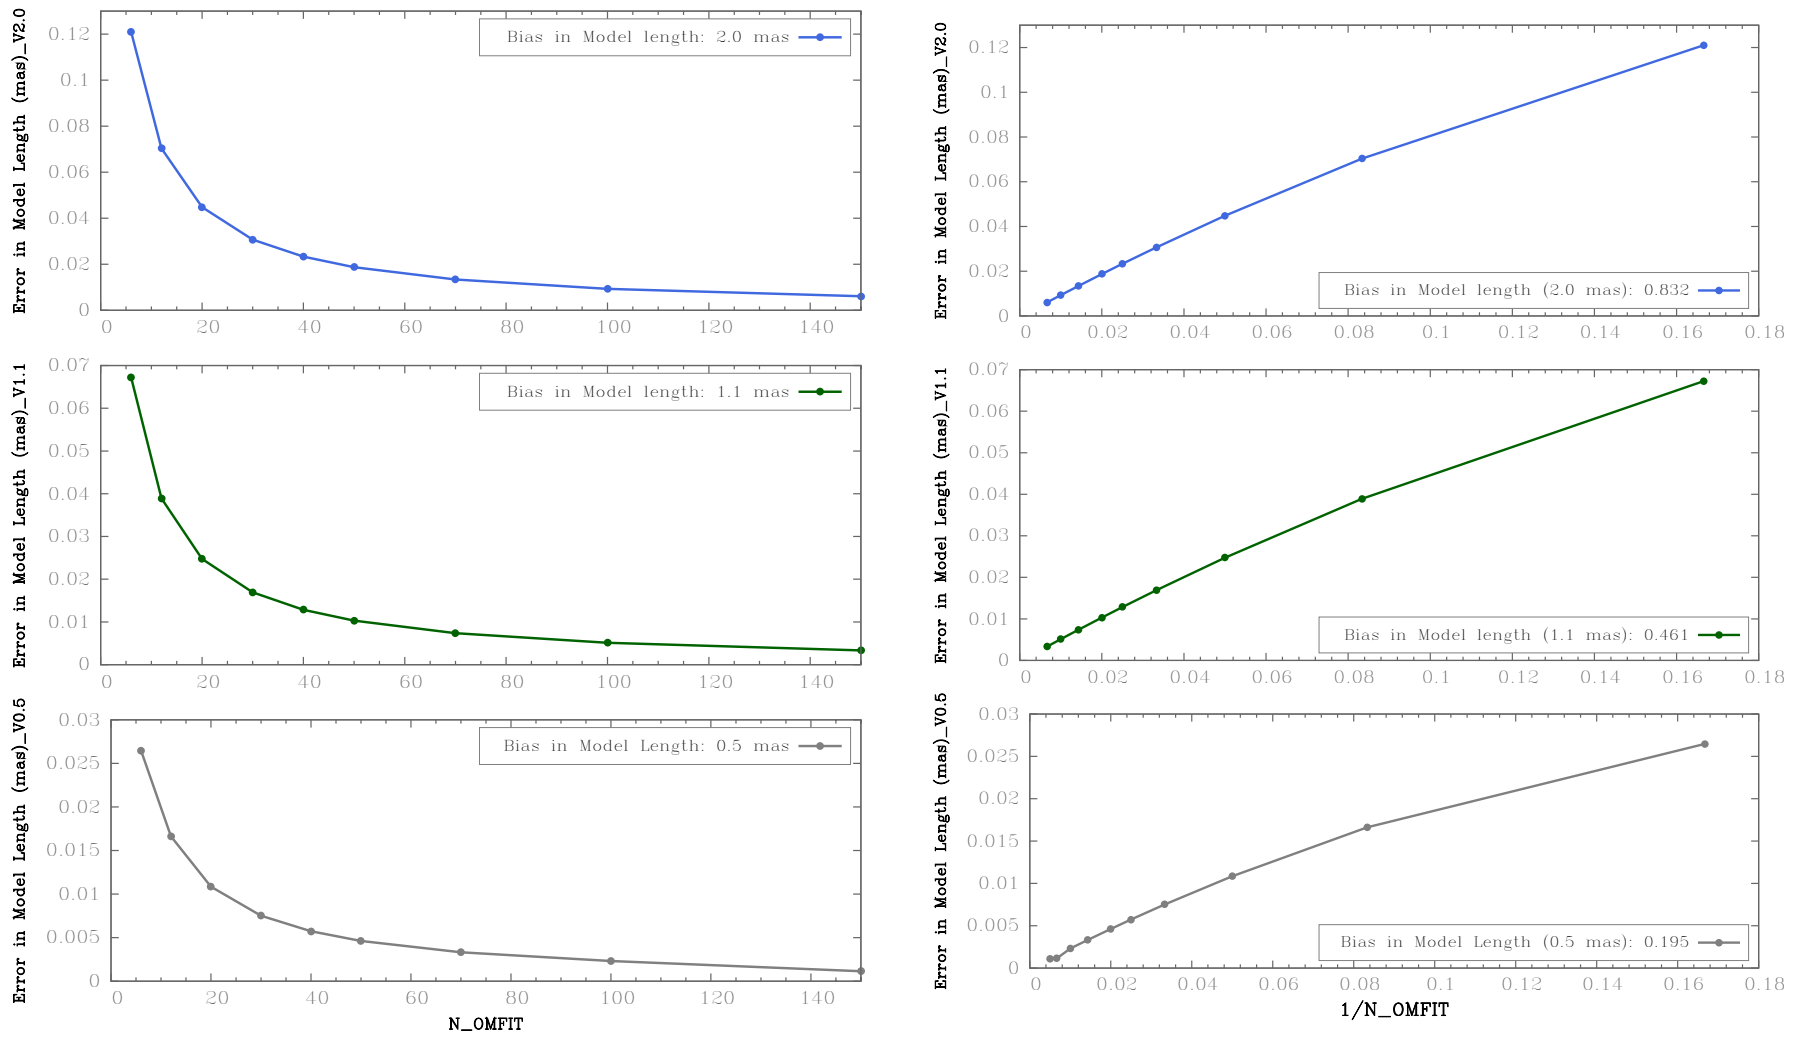 Error in Model Length (mas)_V2.0
0.12
0.1
0.08
0.06
0.04
0.02
0
Bias in Model length: 2.0 mas
0 20 40 60 80 100 120 140
Error in Model Length (mas)_V2.0
0.12
0.1
0.08
0.06
0.04
0.02
0
Bias in Model length (2.0 mas): 0.832
0 0.02 0.04 0.06 0.08 0.1 0.12 0.14 0.16 0.18
Error in Model Length (mas)_V1.1
0.07
0.06
0.05
0.04
0.03
0.02
0.01
0
Bias in Model length: 1.1 mas
0 20 40 60 80 100 120 140
Error in Model Length (mas)_V1.1
0.07
0.06
0.05
0.04
0.03
0.02
0.01
0
Bias in Model length (1.1 mas): 0.461
0 0.02 0.04 0.06 0.08 0.1 0.12 0.14 0.16 0.18
Error in Model Length (mas)_V0.5
0.03
0.025
0.02
0.015
0.01
0.005
0
Bias in Model Length: 0.5 mas
0 20 40 60 80 100 120 140
N_OMFIT
Error in Model Length (mas)_V0.5
0.03
0.025
0.02
0.015
0.01
0.005
0
Bias in Model Length (0.5 mas): 0.195
0 0.02 0.04 0.06 0.08 0.1 0.12 0.14 0.16 0.18
1/N_OMFIT